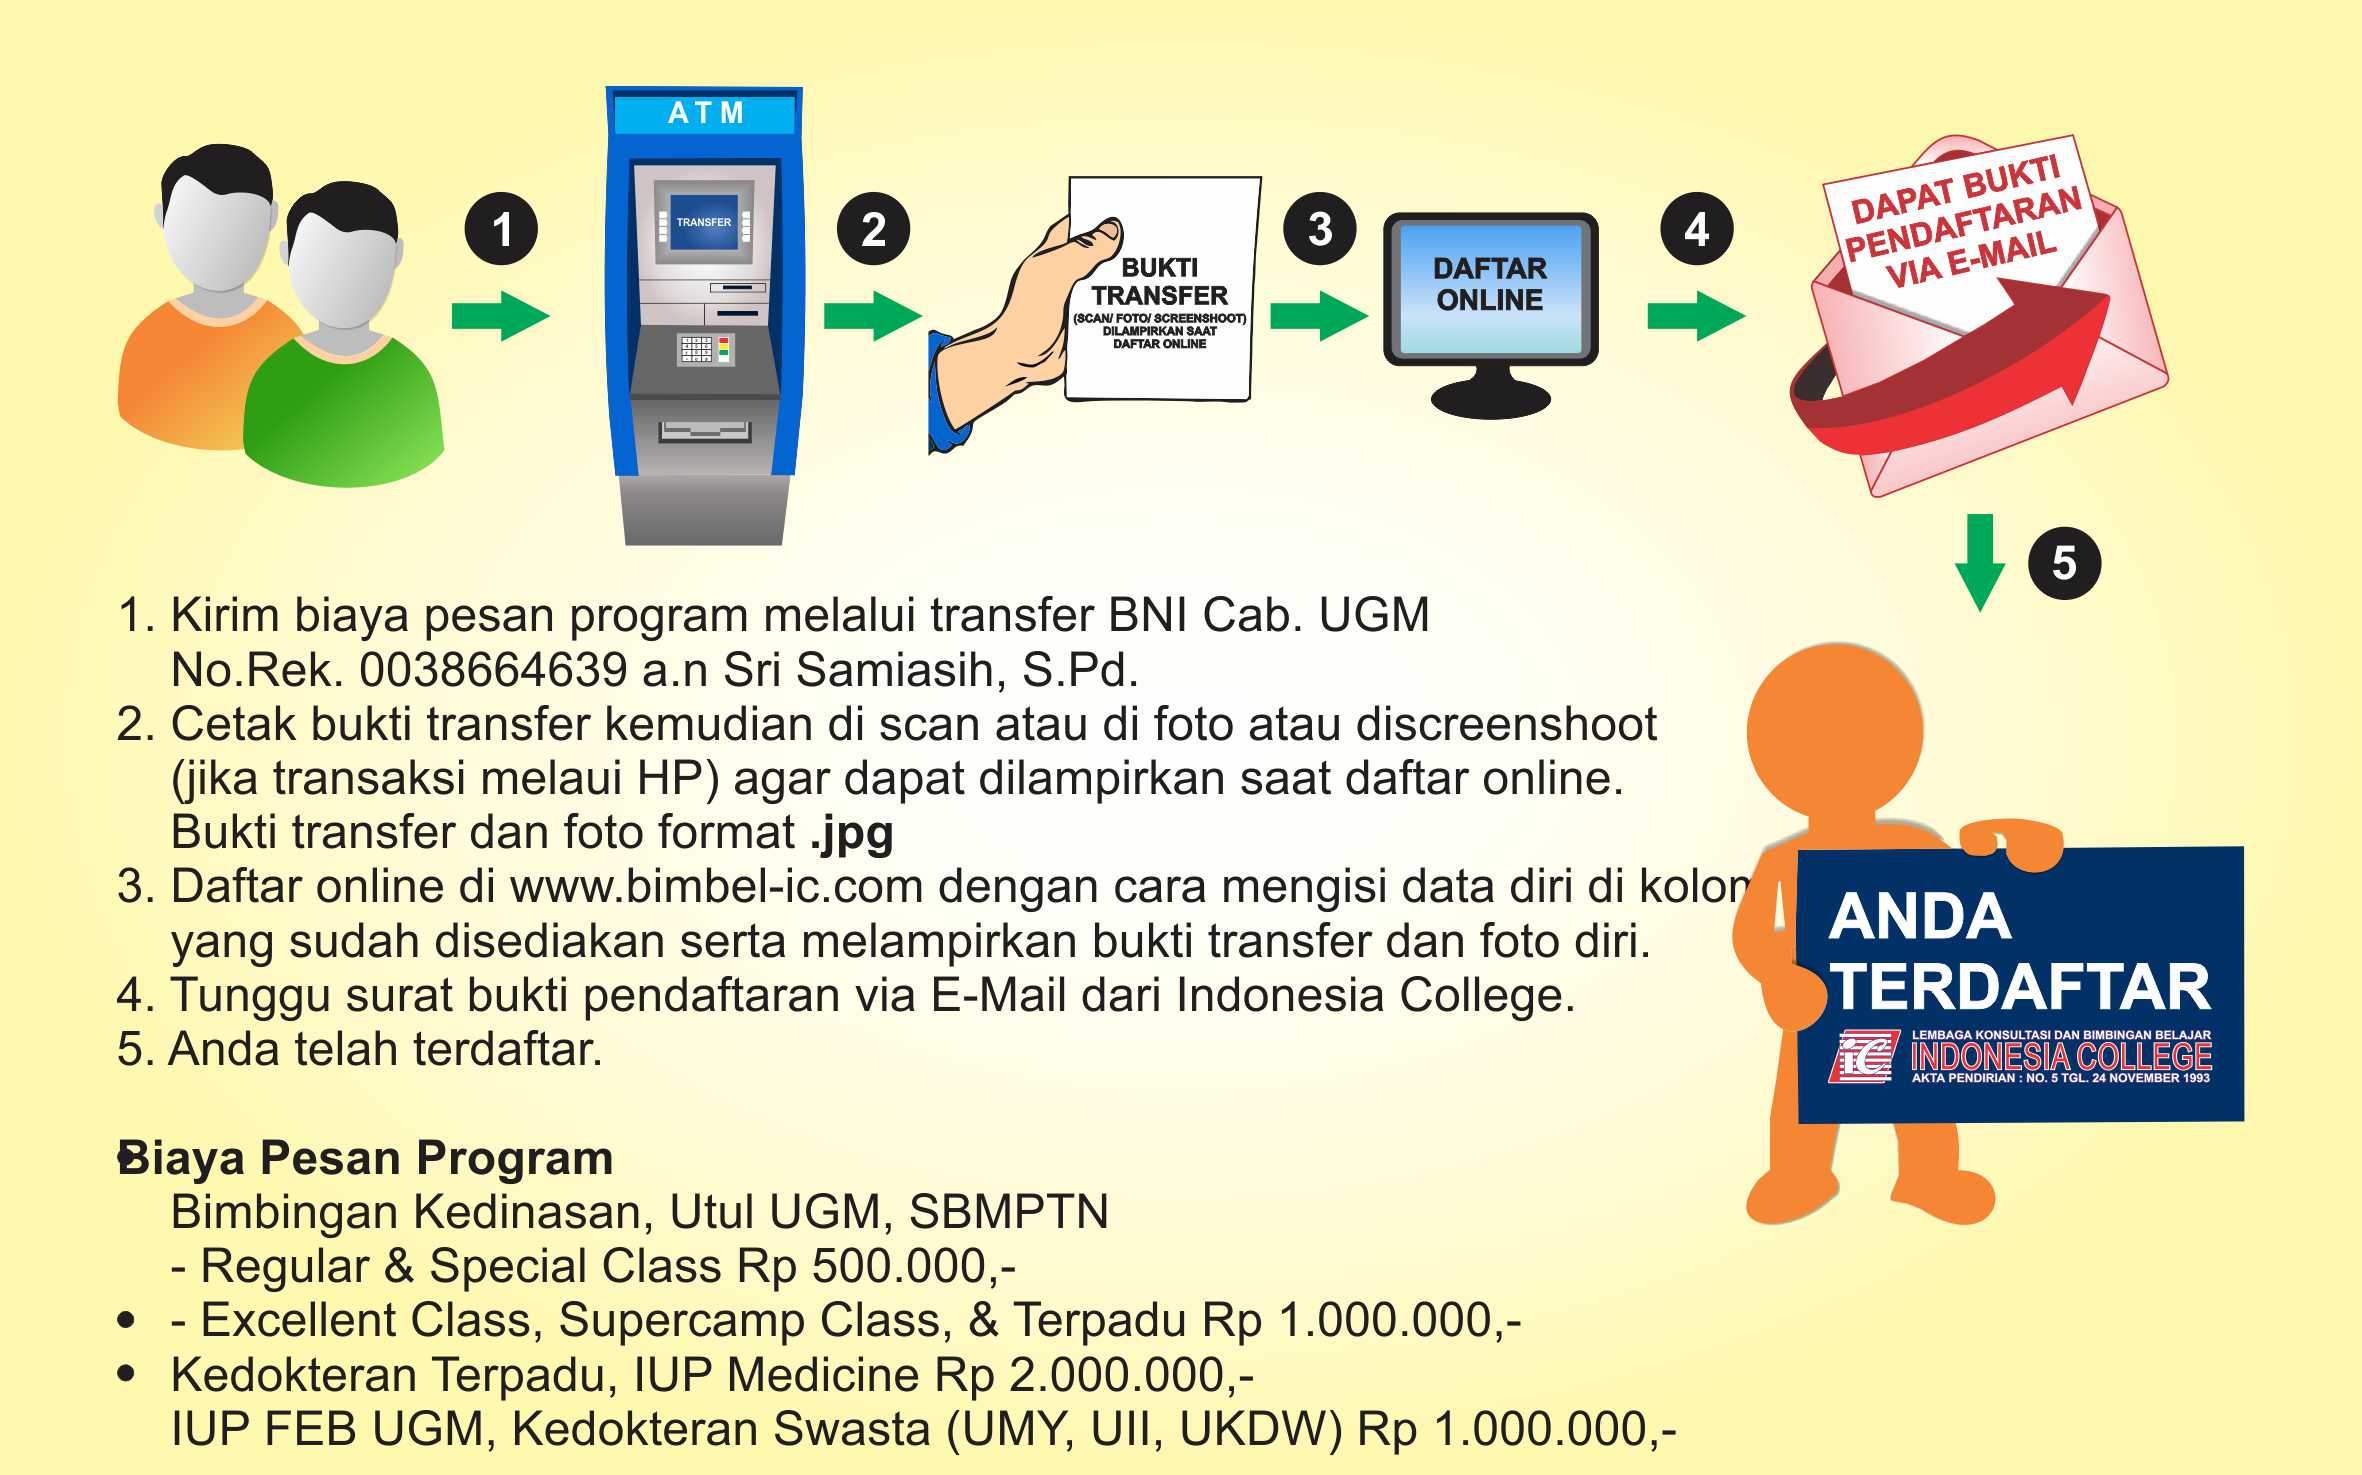 ATM
TRANSFER
1
2
3
4
BUKTI
TRANSFER
(SCAN/ FOTO/ SCREENSHOOT)
DILAMPIRKAN SAAT
DAFTAR ONLINE
DAFTAR
ONLINE
DAPAT BUKTI
PENDAFTARAN
VIA E-MAIL
5
1. Kirim biaya pesan program melalui transfer BNI Cab. UGM
No.Rek. 0038664639 a.n Sri Samiasih, S.Pd.
2. Cetak bukti transfer kemudian di scan atau di foto atau discreenshoot
(jika transaksi melaui HP) agar dapat dilampirkan saat daftar online.
Bukti transfer dan foto format .jpg
3. Daftar online di www.bimbel-ic.com dengan cara mengisi data diri di kolom
yang sudah disediakan serta melampirkan bukti transfer dan foto diri.
4. Tunggu surat bukti pendaftaran via E-Mail dari Indonesia College.
5. Anda telah terdaftar.
ANDA
TERDAFTAR
iC
LEMBAGA KONSULTASI DAN BIMBINGAN BELAJAR
INDONESIA COLLEGE
AKTA PENDIRIAN : NO. 5 TGL. 24 NOVEMBER 1993
Biaya Pesan Program
Bimbingan Kedinasan, Utul UGM, SBMPTN
- Regular & Special Class Rp 500.000,-
• - Excellent Class, Supercamp Class, & Terpadu Rp 1.000.000,-
• Kedokteran Terpadu, IUP Medicine Rp 2.000.000,-
IUP FEB UGM, Kedokteran Swasta (UMY, UII, UKDW) Rp 1.000.000,-